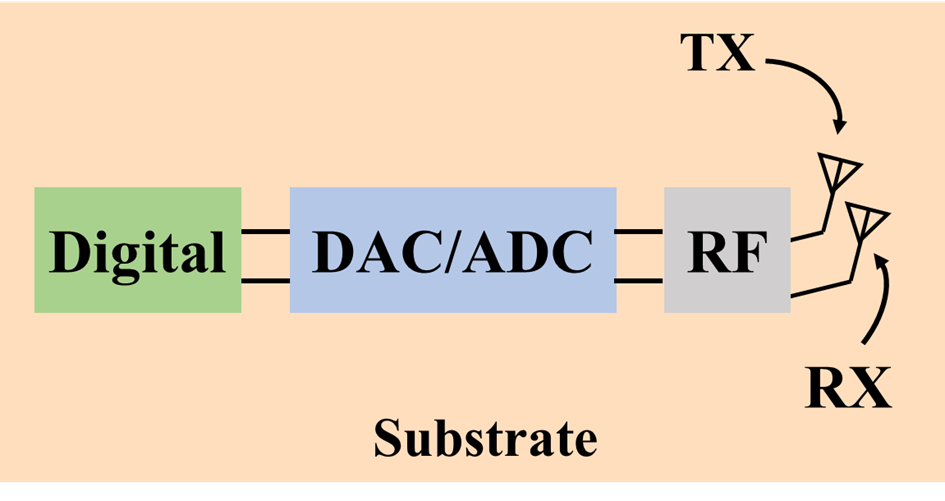 TX
Digital
DAC/ADC
RF
RX
Substrate